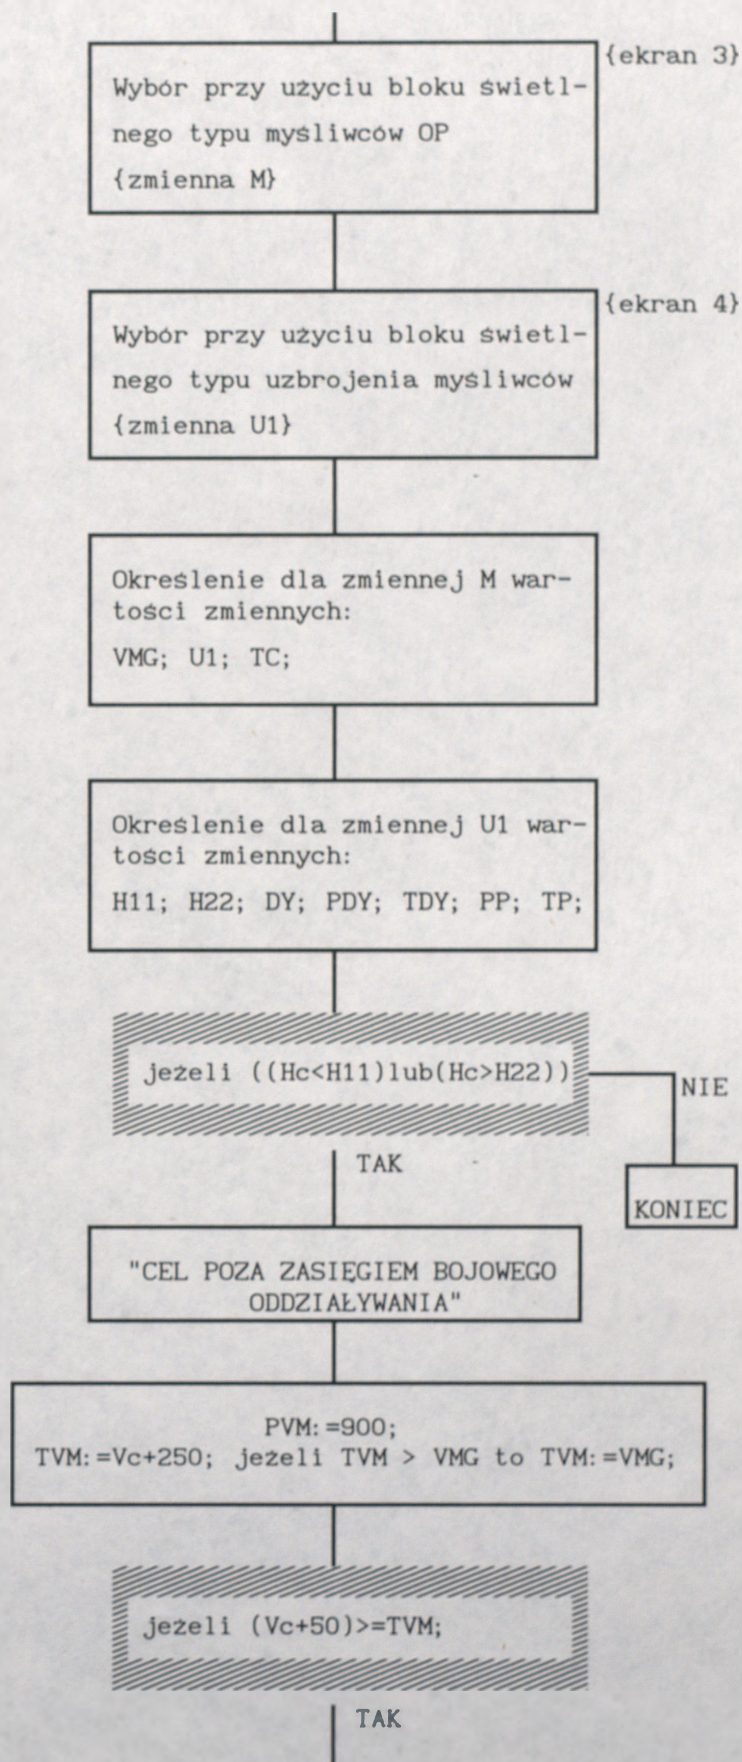 {ekran 3}
Wybór przy użyciu bloku świetl-
nego typu myśliwców OP
{zmienna M}
{ekran 4}
Wybór przy użyciu bloku świetl-
nego typu uzbrojenia myśliwców
{zmienna U1}
Określenie dla zmiennej M war-
tości zmiennych:
VMG; U1; TC;
Określenie dla zmiennej U1 war-
tości zmiennych:
H11; H22; DY; PDY; TDY; PP; TP;
jeżeli ((Hc<H11)lub(Hc>H22))
NIE
TAK
KONIEC
"CEL POZA ZASIĘGIEM BOJOWEGO
ODDZIAŁYWANIA"
PVM:=900;
TVM:=Vc+250; jeżeli TVM > VMG to TVM:=VMG;
jeżeli (Vc+50)>=TVM;
TAK